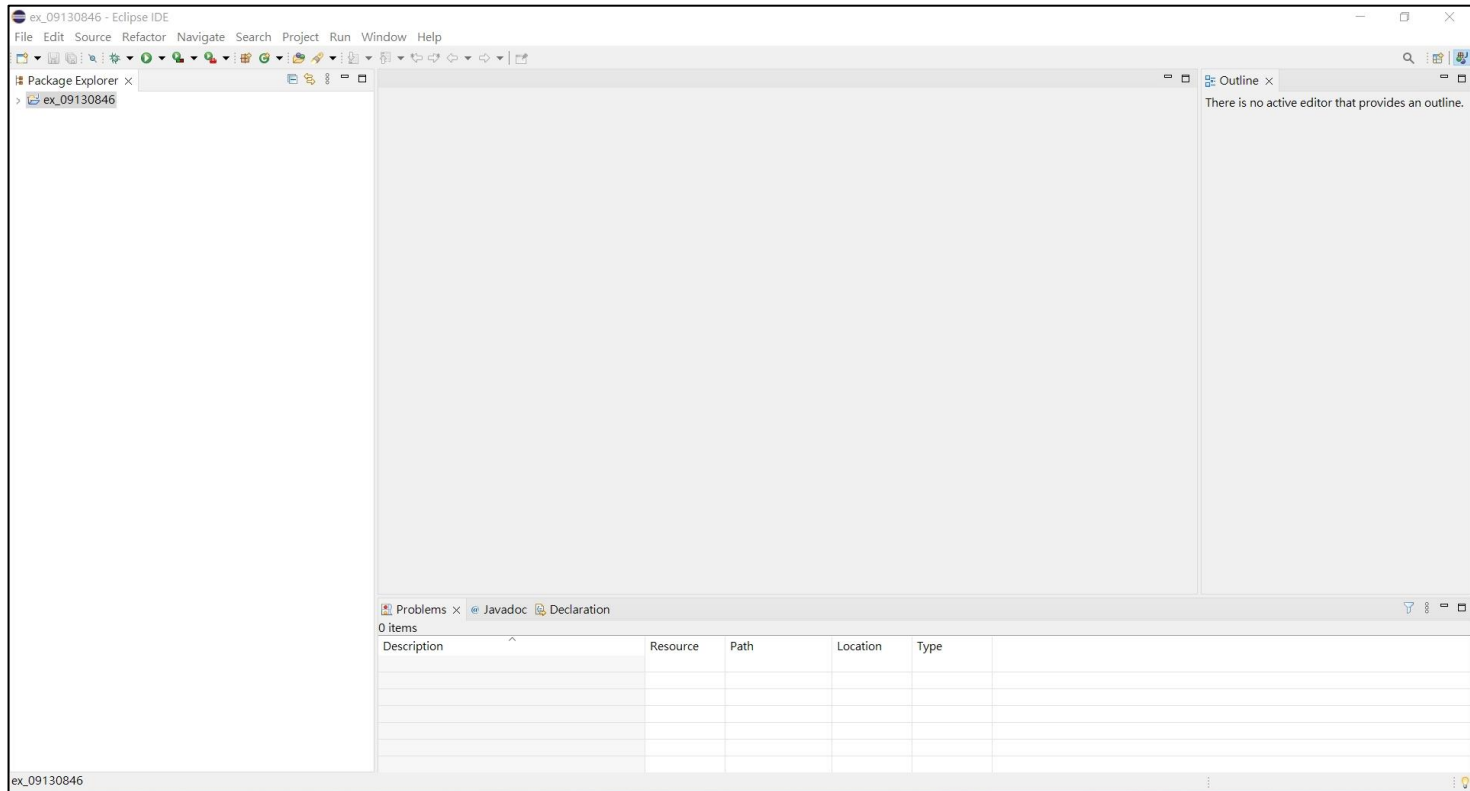 ex_09130846 - Eclipse IDE
File Edit Source Refactor Navigate Search Project Run Window Help
Package Explorer
ex_09130846
Outline
There is no active editor that provides an outline.
Problems @ Javadoc Declaration
0 items
Description Resource Path Location Type
ex_09130846